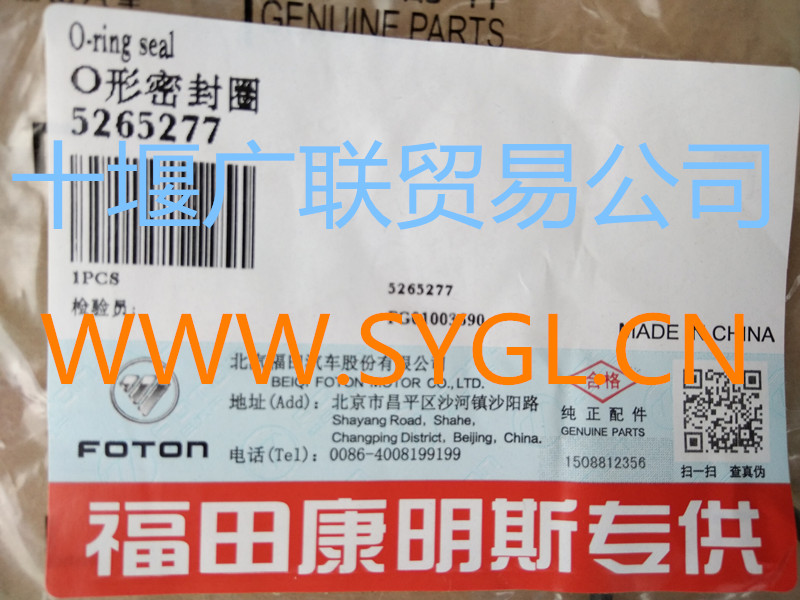 GENUINE PARTS
O-ring seal
O形密封圈
5265277
十堰广联贸易公司
1PCS
5265277
检验员:
WWW.SYGL.CN
MADE IN CHINA
北京福田汽车股份有限公司
BEIQI FOTON MOTOR CO.,LTD.
地址(Add): 北京市昌平区沙河镇沙阳路
Shayang Road, Shahe,
Changping District, Beijing, China.
电话(Tel): 0086-4008199199
FOTON
合格
纯正配件
GENUINE PARTS
1508812356
扫一扫 查真伪
福田康明斯专供